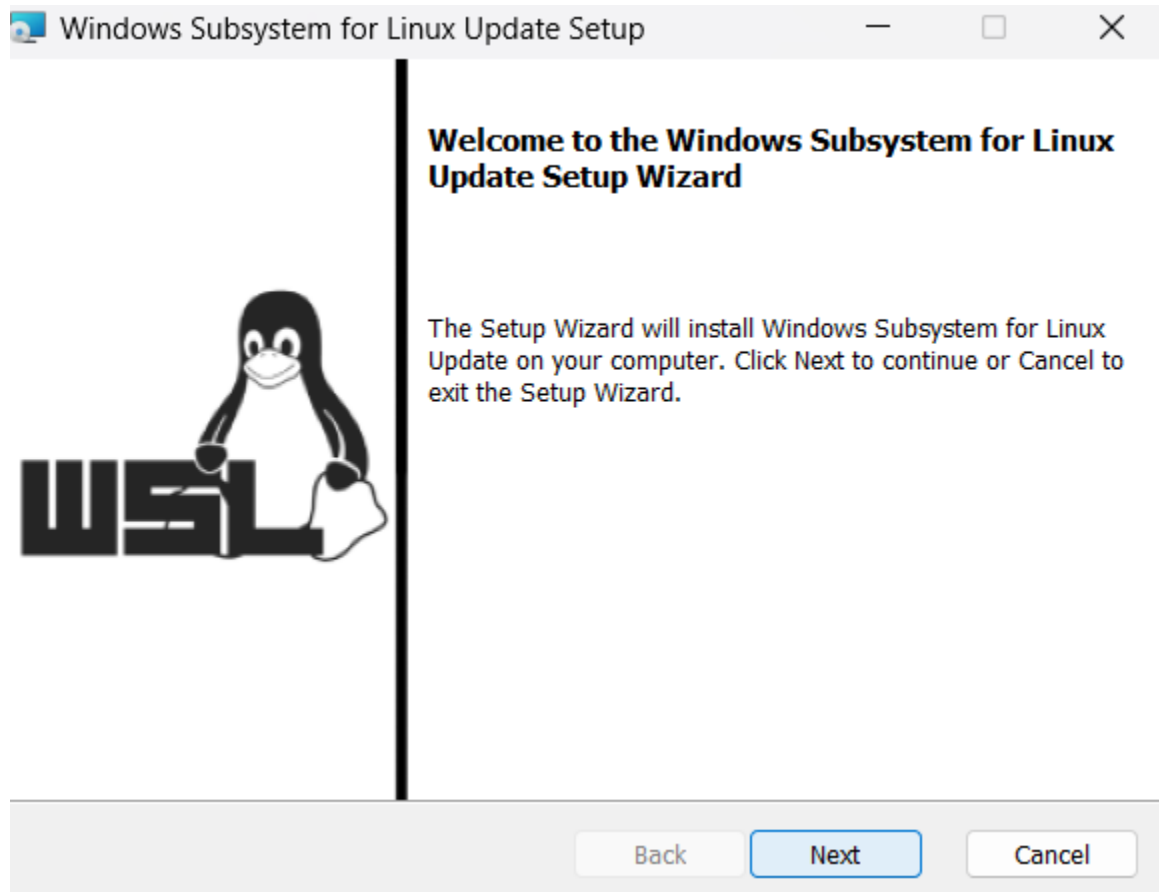 Windows Subsystem for Linux Update Setup
Welcome to the Windows Subsystem for Linux
Update Setup Wizard
The Setup Wizard will install Windows Subsystem for Linux
Update on your computer. Click Next to continue or Cancel to
exit the Setup Wizard.
WSL
Back Next Cancel